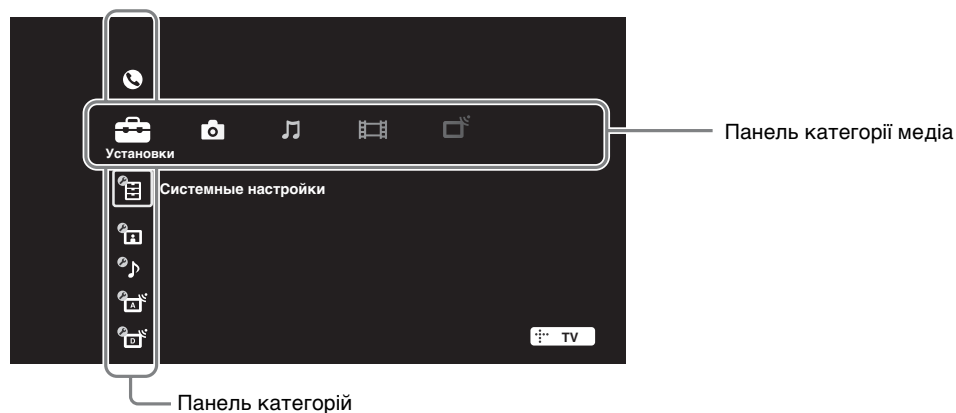 Панель категорії медіа
Установки
Системные настройки
A
D
TV
Панель категорій